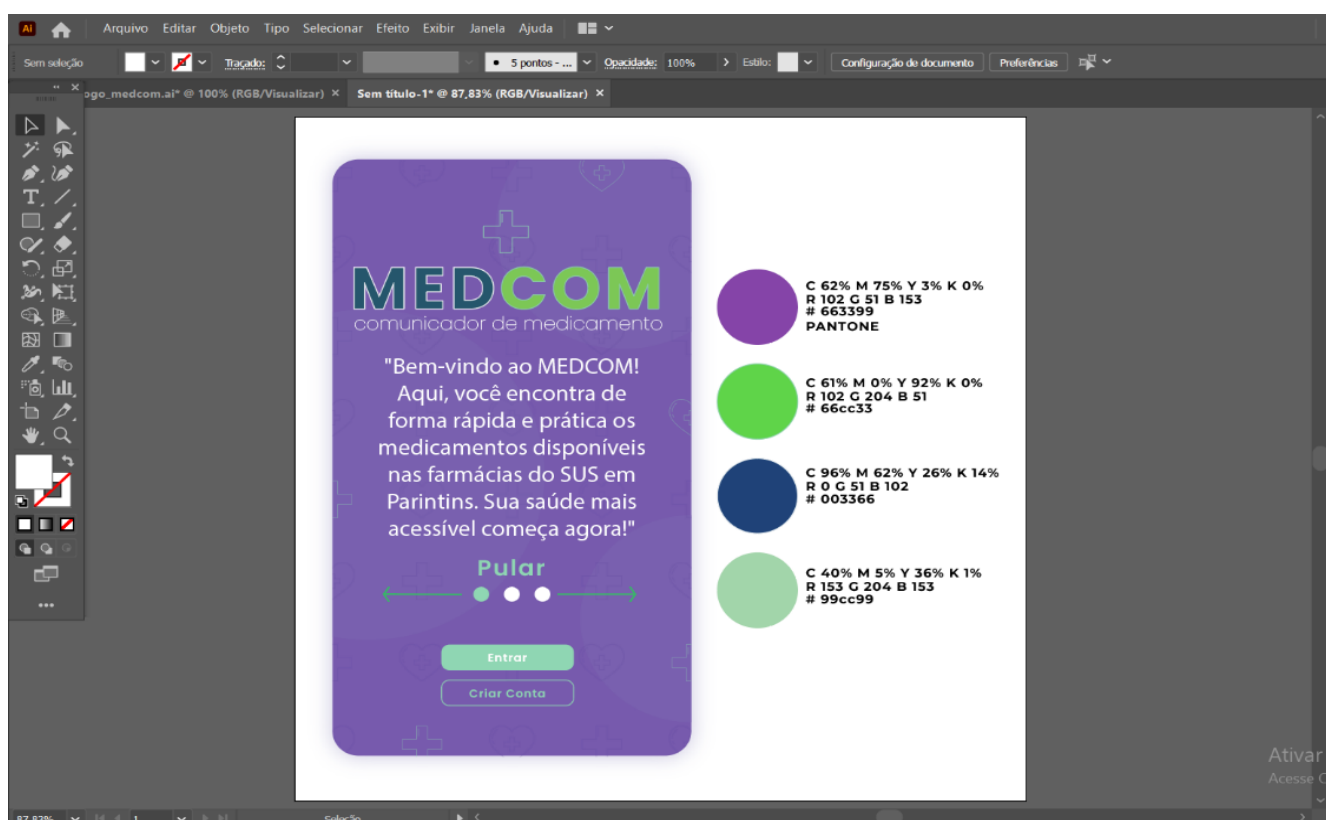 Ai
Arquivo Editar Objeto Tipo Selecionar Efeito Exibir Janela Ajuda
Sem seleção Traçado: 5 pontos - ... Opacidade: 100% Estilo: Configuração de documento Preferências
ogo_medcom.ai* @ 100% (RGB/Visualizar) × Sem título-1* @ 87,83% (RGB/Visualizar) ×
MEDCOM
comunicador de medicamento
"Bem-vindo ao MEDCOM!
Aqui, você encontra de
forma rápida e prática os
medicamentos disponíveis
nas farmácias do SUS em
Parintins. Sua saúde mais
acessível começa agora!"
Pular
Entrar
Criar Conta
C 62% M 75% Y 3% K 0%
R 102 G 51 B 153
# 663399
PANTONE
C 61% M 0% Y 92% K 0%
R 102 G 204 B 51
# 66cc33
C 96% M 62% Y 26% K 14%
R 0 G 51 B 102
# 003366
C 40% M 5% Y 36% K 1%
R 153 G 204 B 153
# 99cc99
Ativar
Acesse C
87,83% 1 Seleção